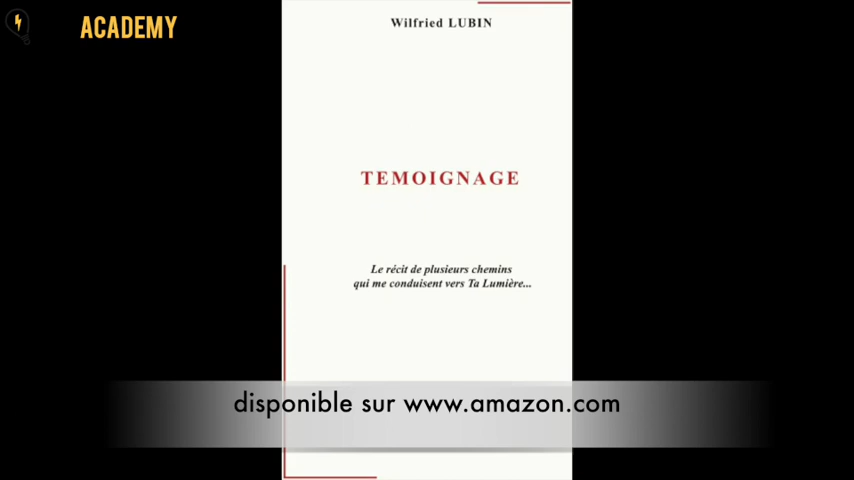 ACADEMY
Wilfried LUBIN
TEMOIGNAGE
Le récit de plusieurs chemins
qui me conduisent vers Ta Lumière...
disponible sur www.amazon.com